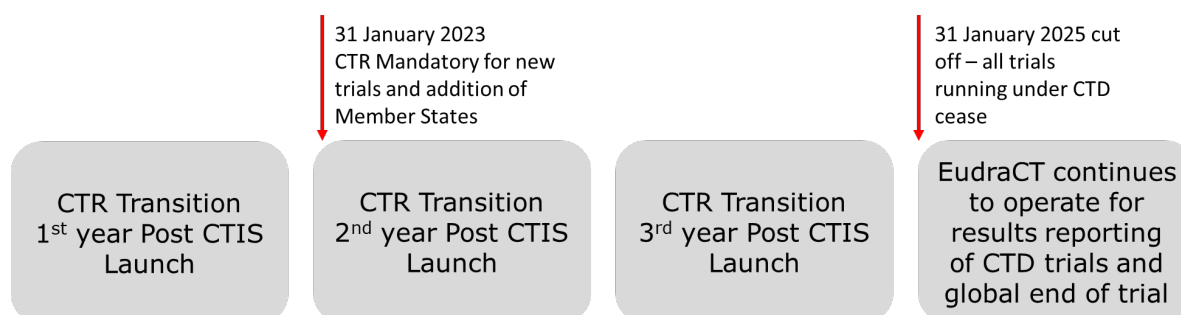 31 January 2023
CTR Mandatory for new
trials and addition of
Member States
31 January 2025 cut
off – all trials
running under CTD
cease
CTR Transition
1st year Post CTIS
Launch
CTR Transition
2nd year Post CTIS
Launch
CTR Transition
3rd year Post CTIS
Launch
EudraCT continues
to operate for
results reporting
of CTD trials and
global end of trial